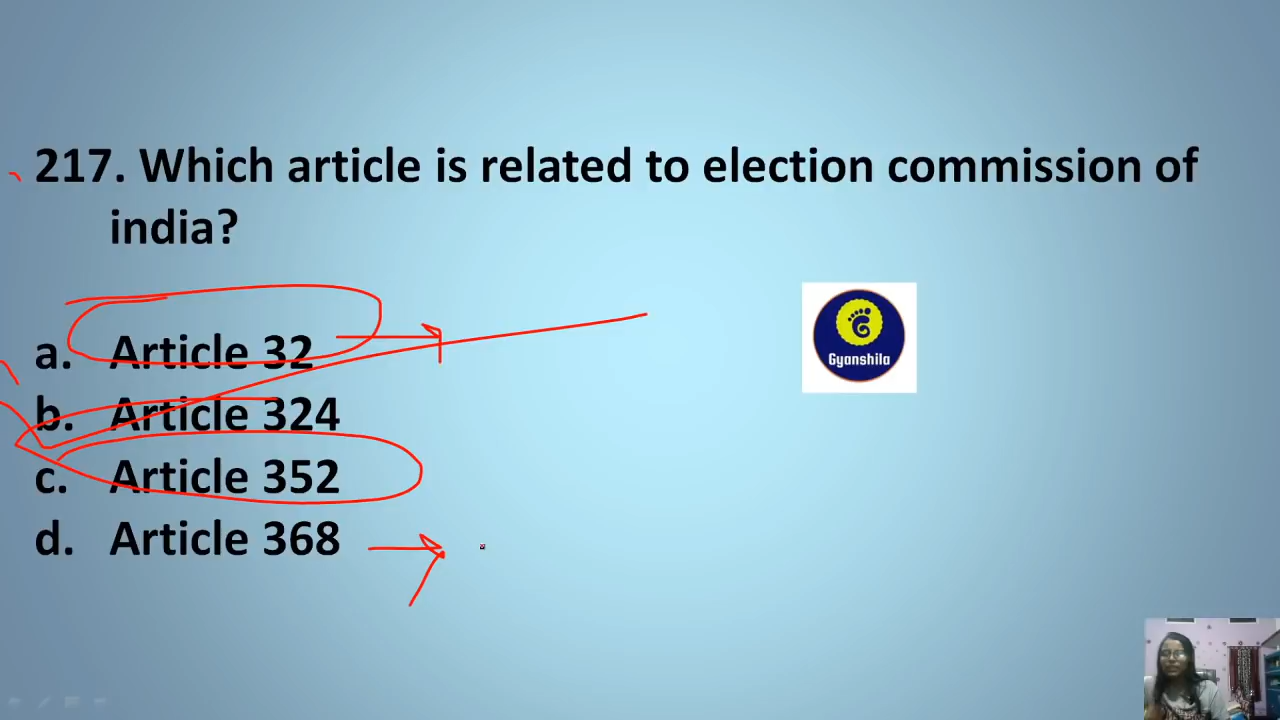 217. Which article is related to election commission of
india?
a. Article 32
b. Article 324
c. Article 352
d. Article 368
Gyanshila